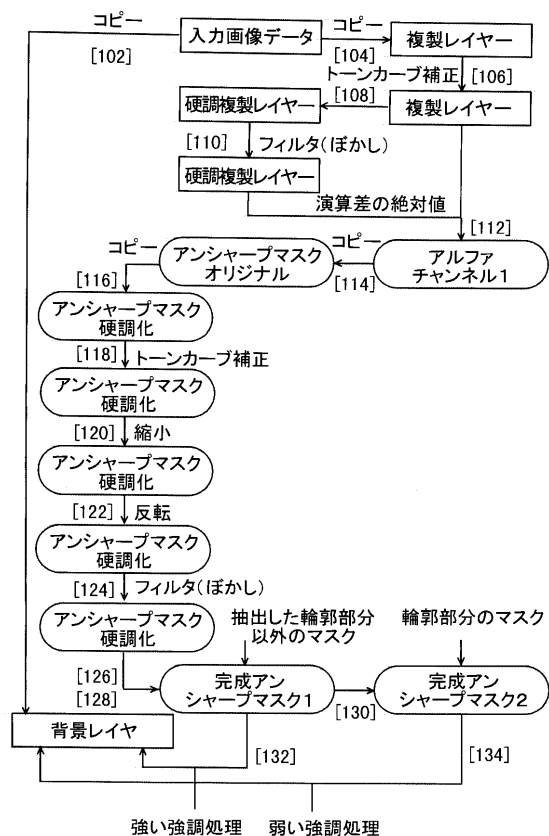 コピー
[102]
入力画像データ
コピー
[104]
複製レイヤー
トーンカーブ補正
[106]
硬調複製レイヤー
[108]
複製レイヤー
[110]
フィルタ(ぼかし)
硬調複製レイヤー
演算差の絶対値
[112]
コピー
アンシャープマスク
オリジナル
コピー
[114]
アルファ
チャンネル1
[116]
アンシャープマスク
硬調化
[118]
トーンカーブ補正
アンシャープマスク
硬調化
[120]
縮小
アンシャープマスク
硬調化
[122]
反転
アンシャープマスク
硬調化
[124]
フィルタ(ぼかし)
アンシャープマスク
硬調化
抽出した輪郭部分
以外のマスク
輪郭部分のマスク
[126]
[128]
完成アン
シャープマスク1
[130]
完成アン
シャープマスク2
背景レイヤ
[132]
[134]
強い強調処理
弱い強調処理